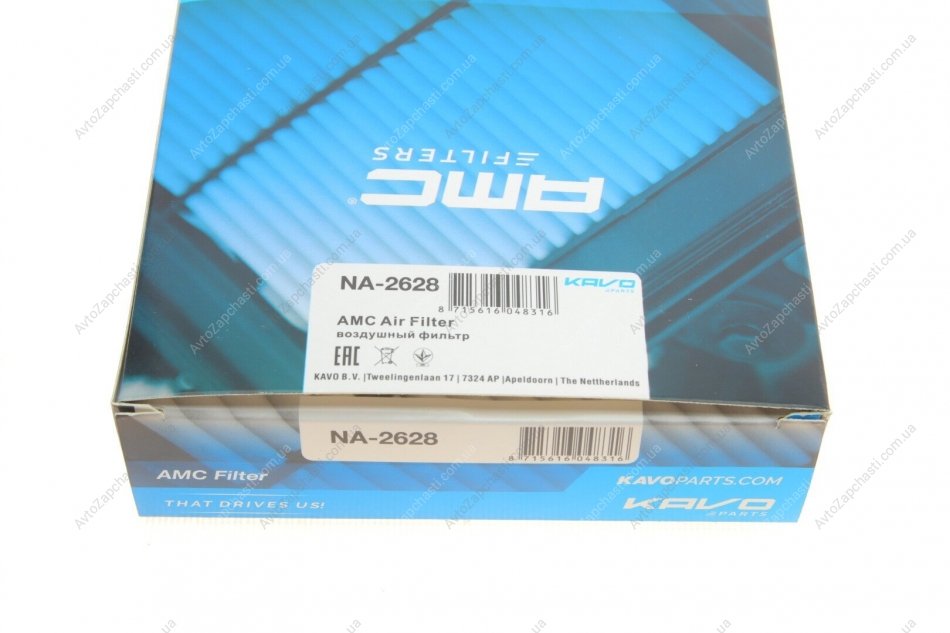 FILTERS
AMC®
NA-2628
KAVO
PARTS
8 715616 048316
AMC Air Filter
воздушный фильтр
EAC
KAVO B.V. |Tweelingenlaan 17 | 7324 AP |Apeldoorn | The Nettherlands
NA-2628
8 715616 048316
AMC Filter
KAVOPARTS.COM
THAT DRIVES US!
KAVO
PARTS
AvtoZapchasti.com.ua